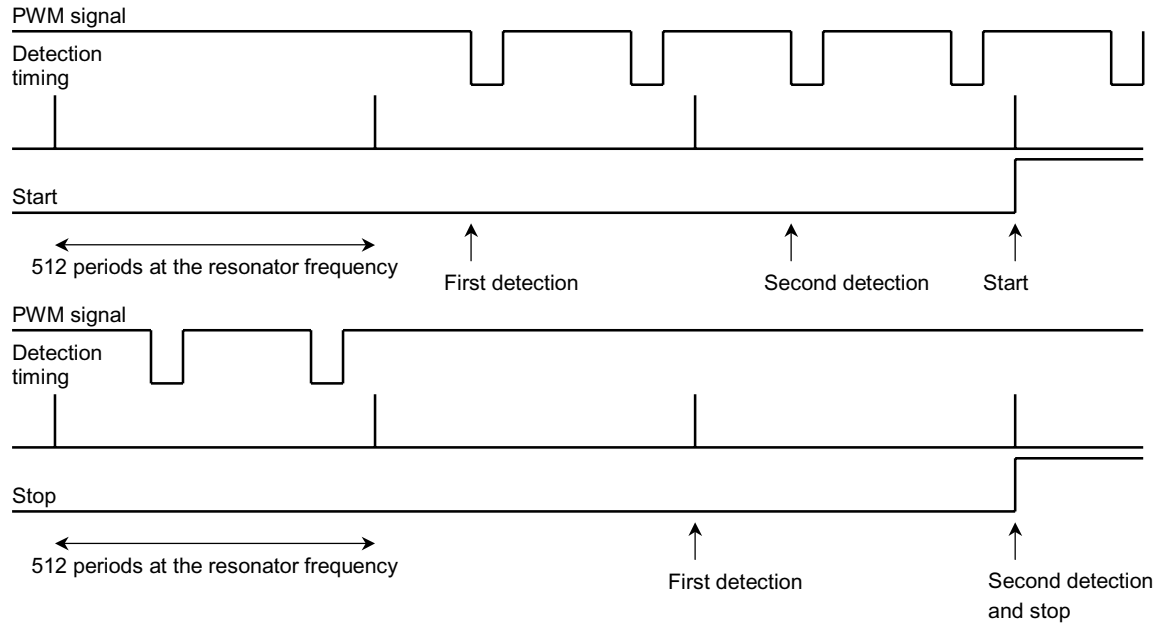 PWM signal
Detection
timing
Start
512 periods at the resonator frequency
First detection
Second detection
Start
PWM signal
Detection
timing
Stop
512 periods at the resonator frequency
First detection
Second detection
and stop